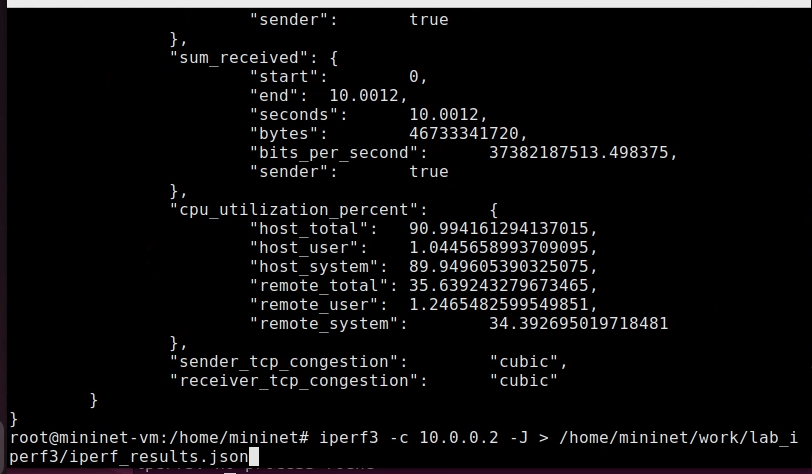 "sender": true
},
"sum_received": {
"start": 0,
"end": 10.0012,
"seconds": 10.0012,
"bytes": 46733341720,
"bits_per_second": 37382187513.498375,
"sender": true
},
"cpu_utilization_percent": {
"host_total": 90.994161294137015,
"host_user": 1.0445658993709095,
"host_system": 89.949605390325075,
"remote_total": 35.639243279673465,
"remote_user": 1.2465482599549851,
"remote_system": 34.392695019718481
},
"sender_tcp_congestion": "cubic",
"receiver_tcp_congestion": "cubic"
}
}
root@mininet-vm:/home/mininet# iperf3 -c 10.0.0.2 -J > /home/mininet/work/lab_i
perf3/iperf_results.json